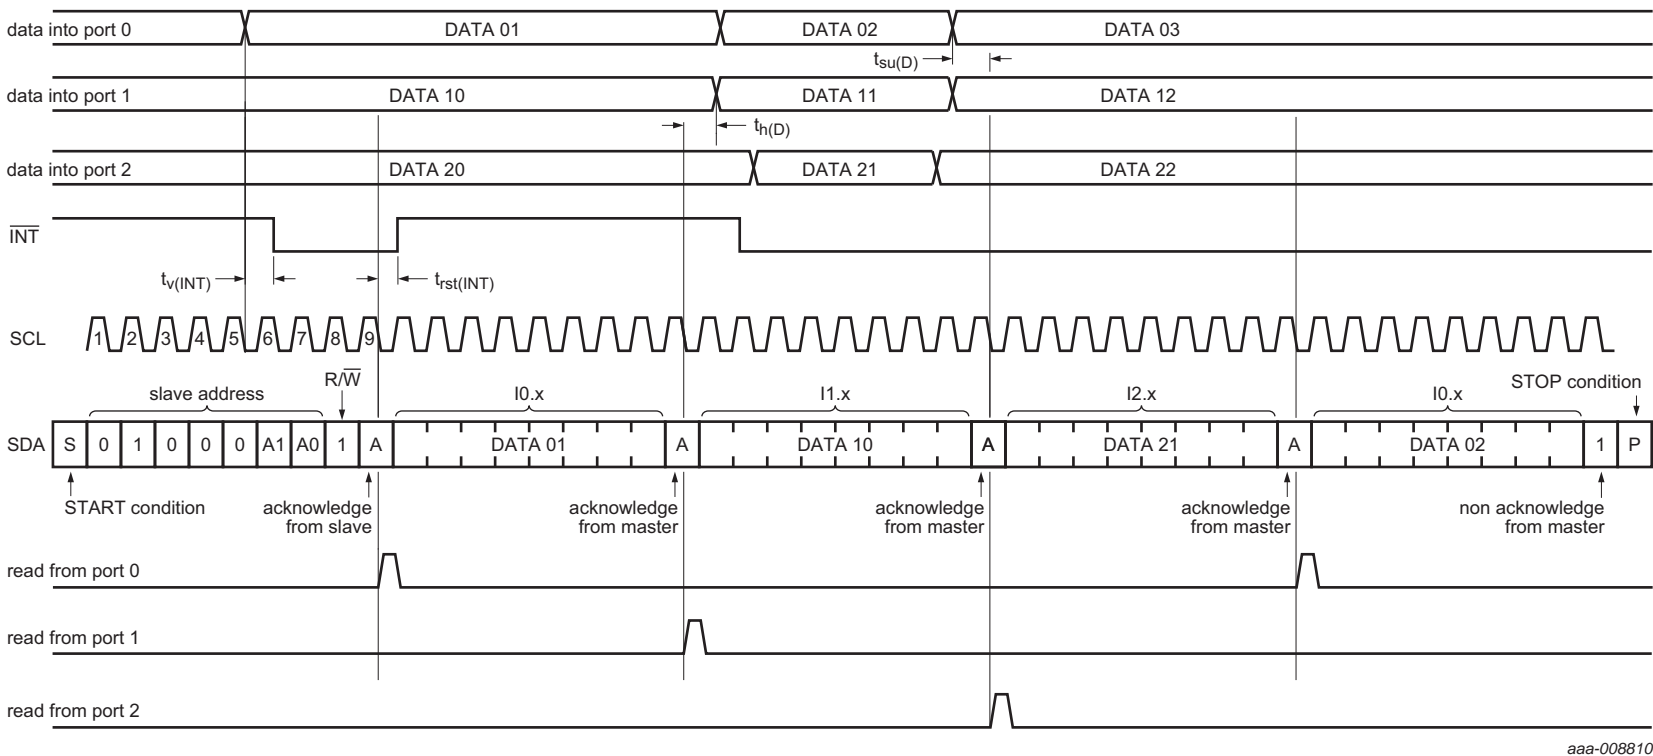 data into port 0 DATA 01 DATA 02 DATA 03
tsu(D)
data into port 1 DATA 10 DATA 11 DATA 12
th(D)
data into port 2 DATA 20 DATA 21 DATA 22
INT
tv(INT) trst(INT)
SCL 1 2 3 4 5 6 7 8 9
R/W STOP condition
slave address I0.x I1.x I2.x I0.x
SDA S 0 1 0 0 0 A1 A0 1 A DATA 01 A DATA 10 A DATA 21 A DATA 02 1 P
START condition acknowledge acknowledge acknowledge acknowledge non acknowledge
from slave from master from master from master from master
read from port 0
read from port 1
read from port 2
aaa-008810